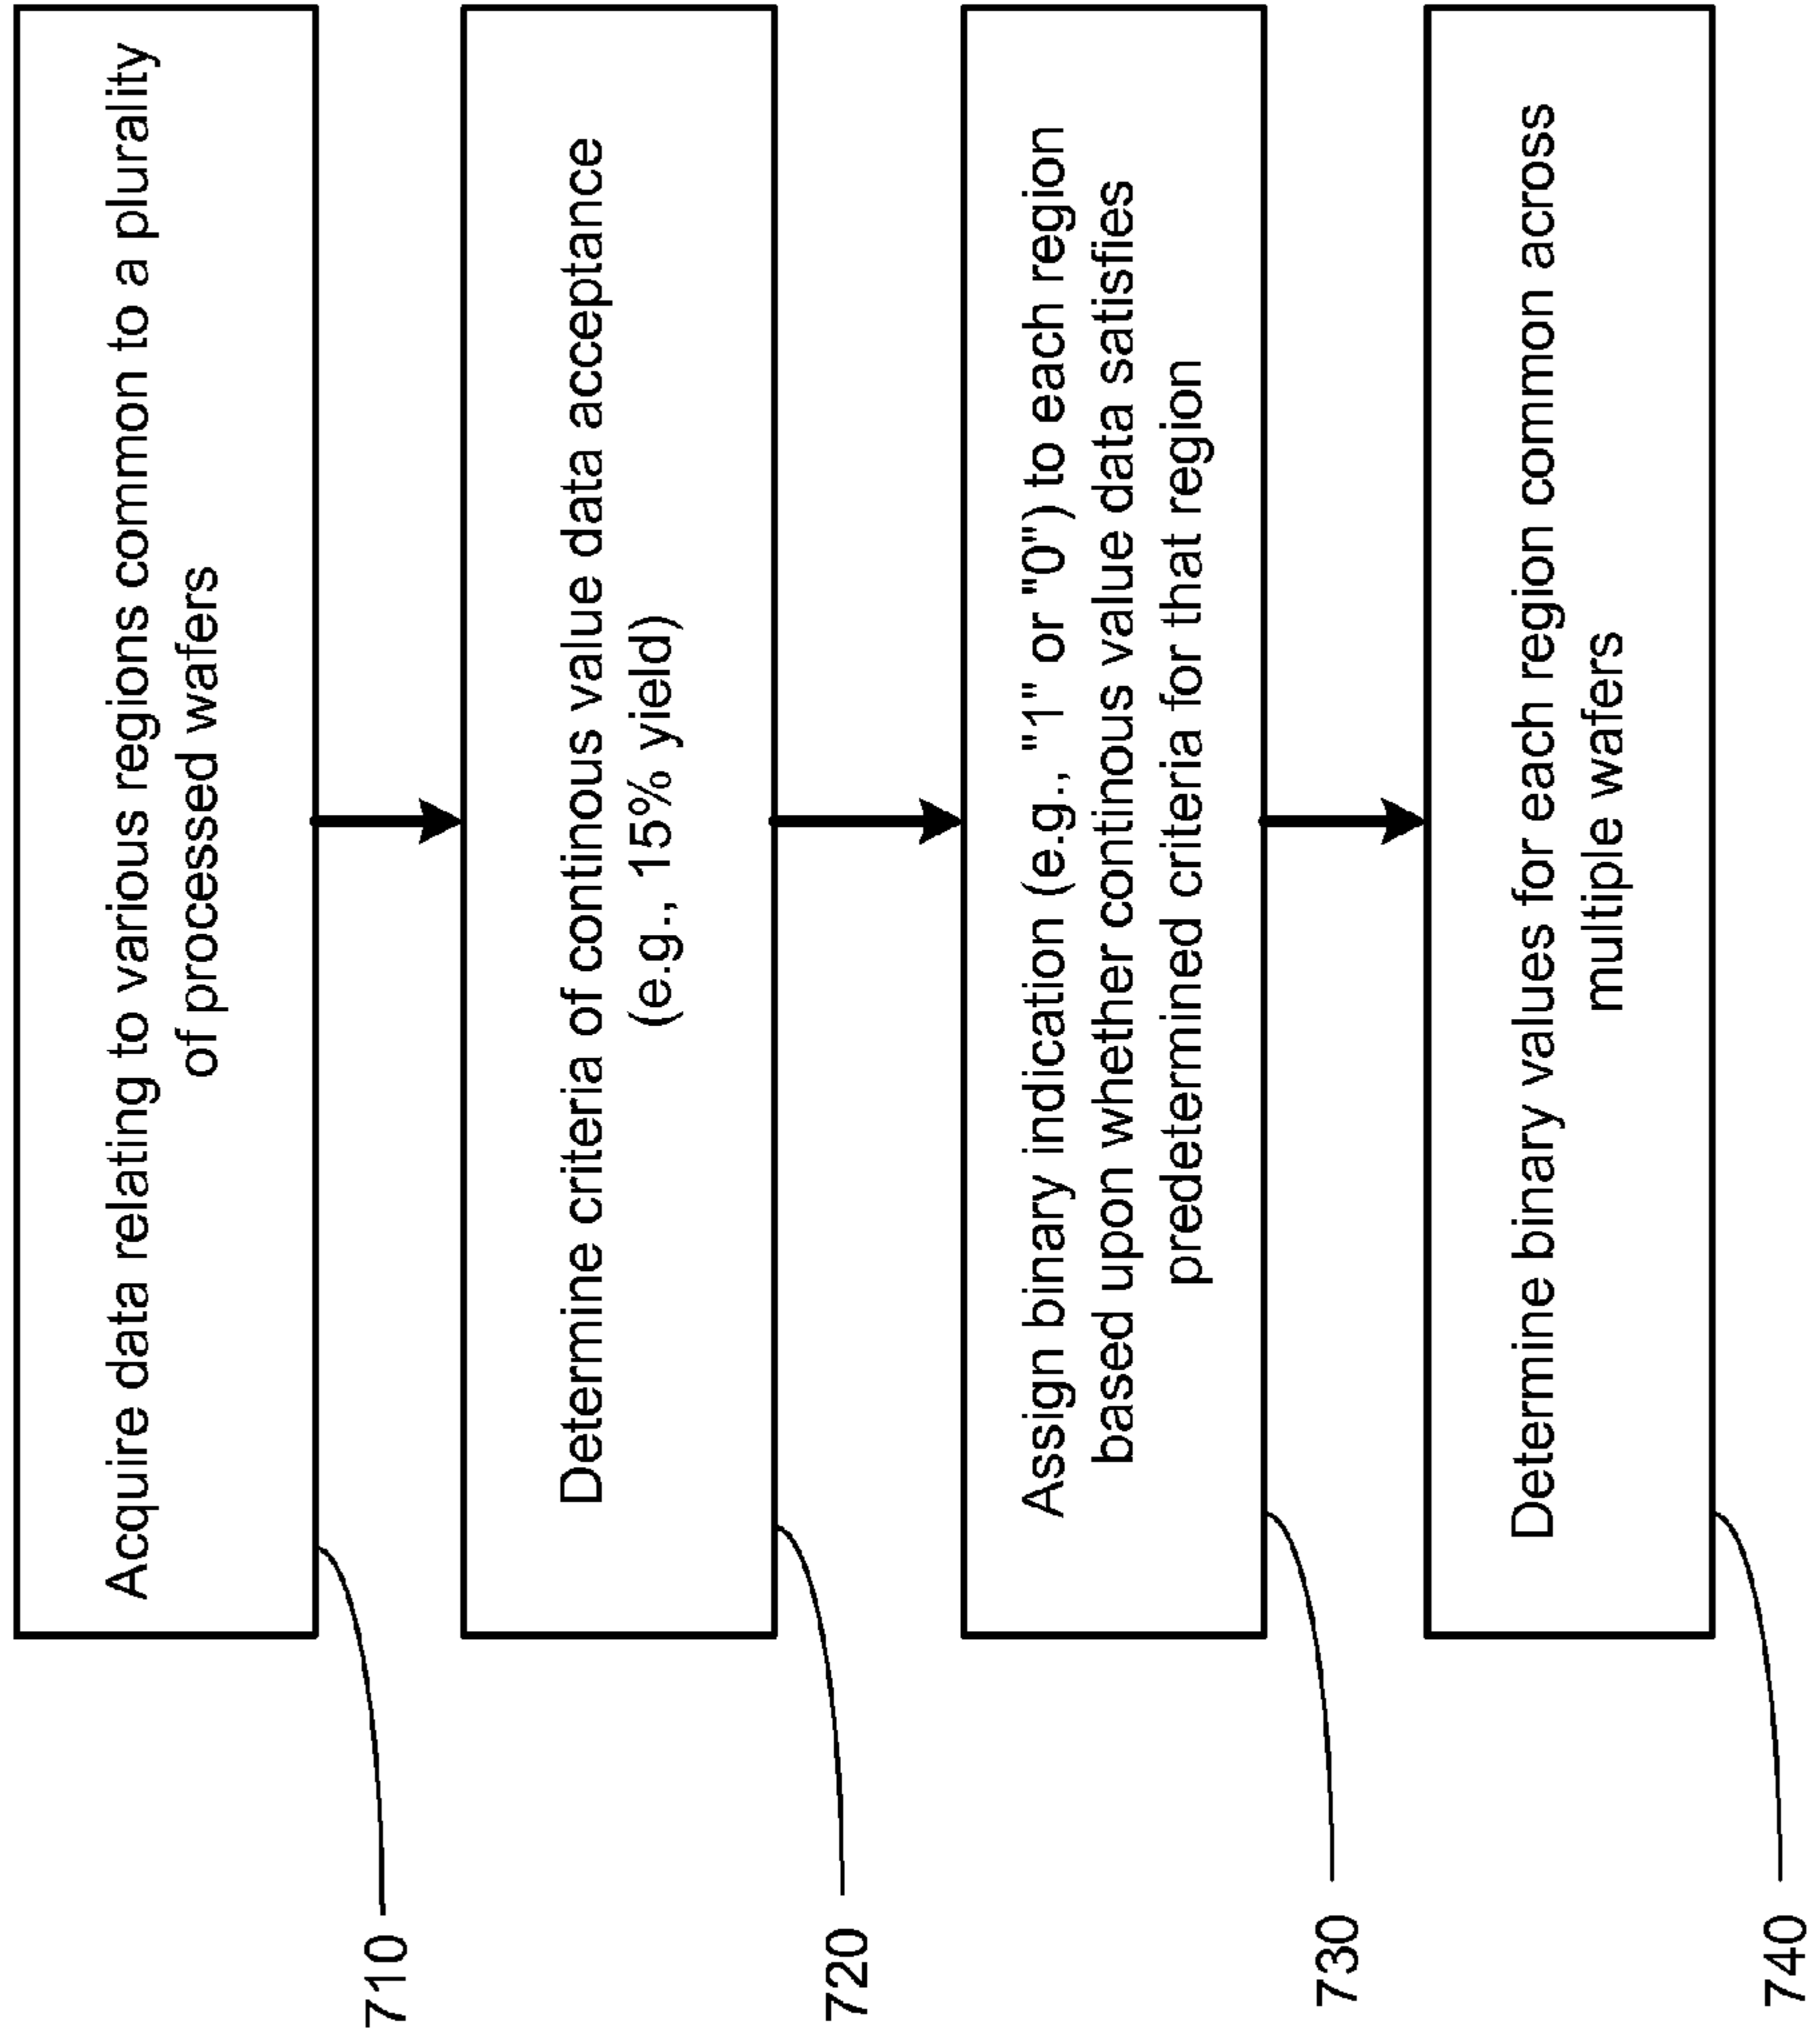 Acquire data relating to various regions common to a plurality
of processed wafers
710
Determine criteria of continous value data acceptance
(e.g., 15% yield)
720
Assign binary indication (e.g., "1" or "0") to each region
based upon whether continous value data satisfies
predetermined criteria for that region
730
Determine binary values for each region common across
multiple wafers
740